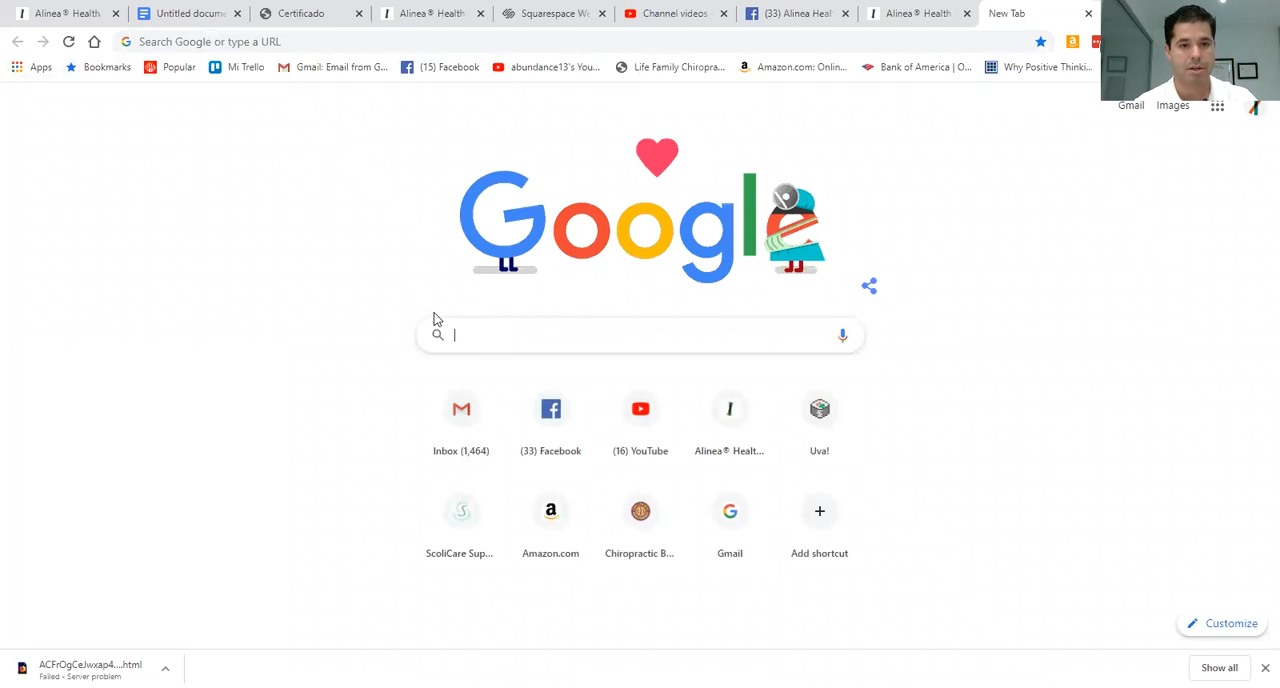 Alinea® Health
Untitled docume
Certificado
Alinea® Health
Squarespace We
Channel videos -
(33) Alinea Heal
Alinea® Health
New Tab
Search Google or type a URL
Apps
Bookmarks
Popular
Mi Trello
Gmail: Email from G...
(15) Facebook
abundance13's You...
Life Family Chiropra...
Amazon.com: Onlin...
Bank of America | O...
Why Positive Thinki...
Gmail
Images
Google
Inbox (1,464)
(33) Facebook
(16) YouTube
Alinea® Healt...
Uva!
ScoliCare Sup...
Amazon.com
Chiropractic B...
Gmail
Add shortcut
Customize
ACFrOgCeJwxap4....html
Failed - Server problem
Show all